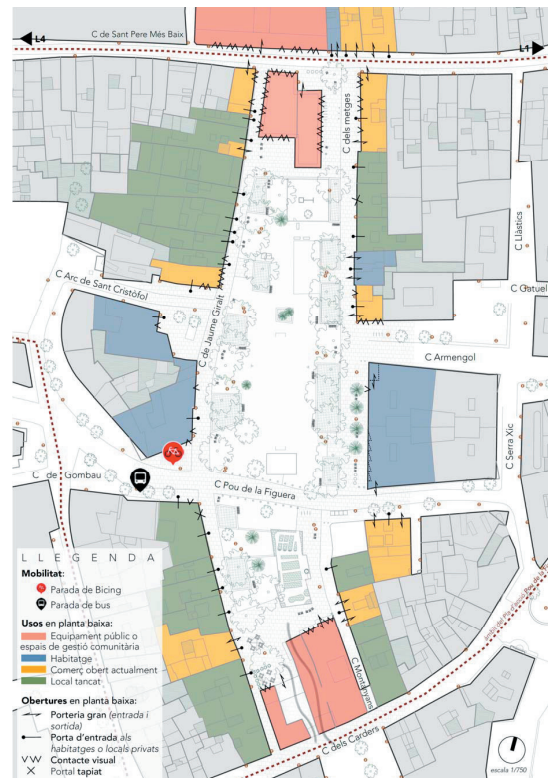 C de Sant Pere Més Baix
L4
L1
C dels metges
C Llàstics
C Arc de Sant Cristòfol
C de Jaume Giralt
C Gatuel
C Armengol
C Serra Xic
C de Gombau
C Pou de la Figuera
C Montanyans
C dels Carders
LLEGENDA
Mobilitat:
Parada de Bicing
Parada de bus
Usos en planta baixa:
Equipament públic o
espais de gestió comunitària
Habitatge
Comerç obert actualment
Local tancat
Obertures en planta baixa:
Porteria gran (entrada i
sortida)
Porta d'entrada als
habitatges o locals privats
Contacte visual
Portal tapiat
escala 1/750